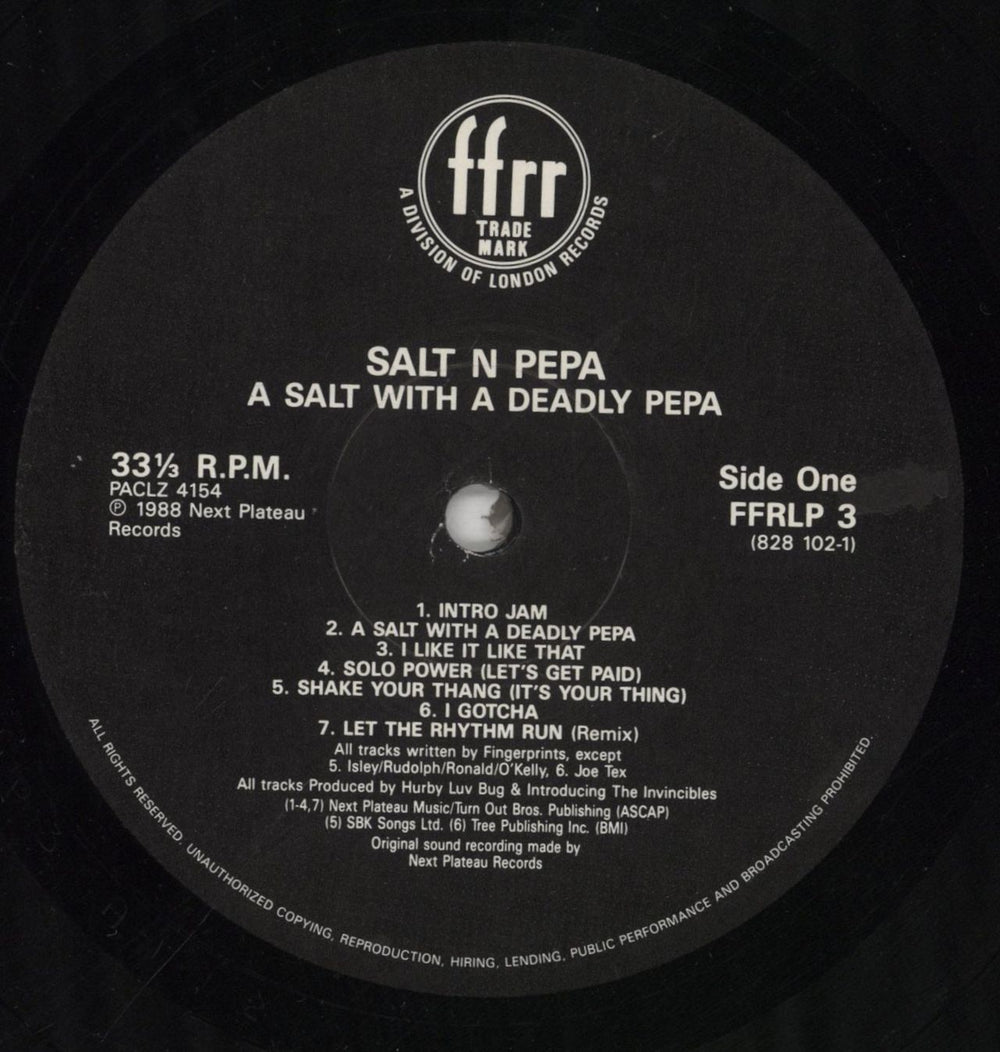 ffrr
TRADE
MARK
A DIVISION OF LONDON RECORDS
SALT N PEPA
A SALT WITH A DEADLY PEPA
33⅓ R.P.M.
PACLZ 4154
℗ 1988 Next Plateau
Records
Side One
FFRLP 3
(828 102-1)
1. INTRO JAM
2. A SALT WITH A DEADLY PEPA
3. I LIKE IT LIKE THAT
4. SOLO POWER (LET'S GET PAID)
5. SHAKE YOUR THANG (IT'S YOUR THING)
6. I GOTCHA
7. LET THE RHYTHM RUN (Remix)
All tracks written by Fingerprints, except
5. Isley/Rudolph/Ronald/O'Kelly, 6. Joe Tex
All tracks Produced by Hurby Luv Bug & Introducing The Invincibles
(1-4,7) Next Plateau Music/Turn Out Bros. Publishing (ASCAP)
(5) SBK Songs Ltd. (6) Tree Publishing Inc. (BMI)
Original sound recording made by
Next Plateau Records
ALL RIGHTS RESERVED. UNAUTHORIZED COPYING, REPRODUCTION, HIRING, LENDING, PUBLIC PERFORMANCE AND BROADCASTING PROHIBITED.